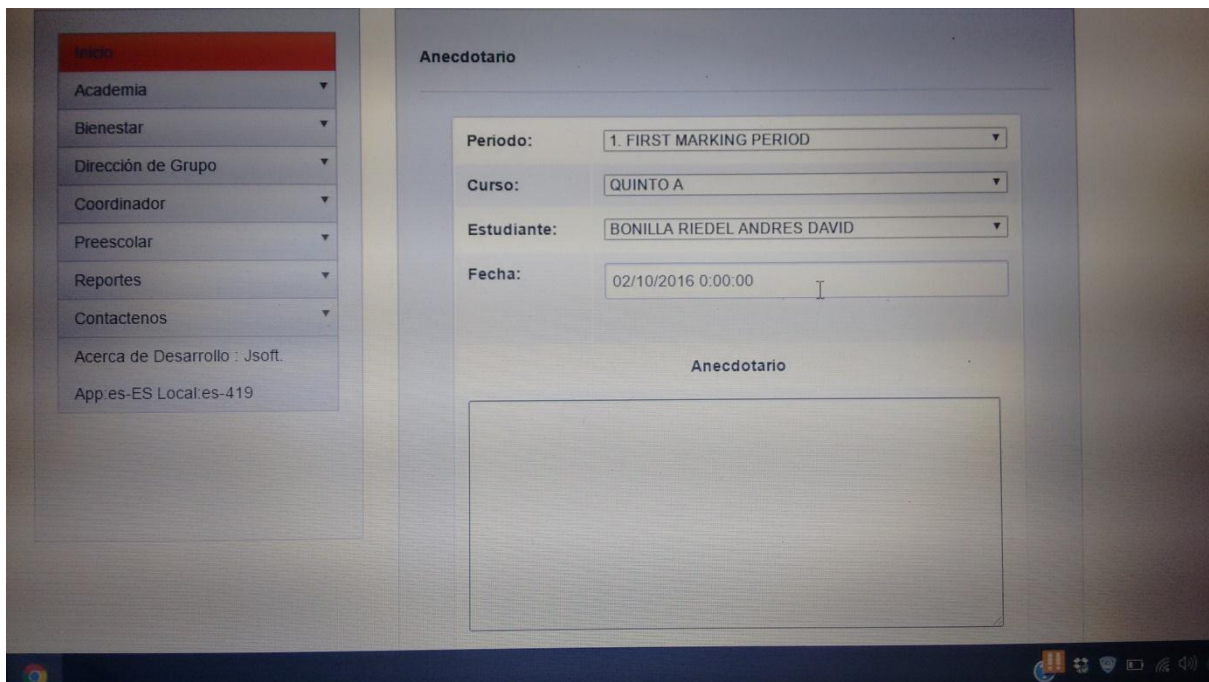 Inicio
Academia
Bienestar
Dirección de Grupo
Coordinador
Preescolar
Reportes
Contactenos
Acerca de Desarrollo : Jsoft.
App:es-ES Local:es-419
Anecdotario
Periodo: 1. FIRST MARKING PERIOD
Curso: QUINTO A
Estudiante: BONILLA RIEDEL ANDRES DAVID
Fecha: 02/10/2016 0:00:00
Anecdotario